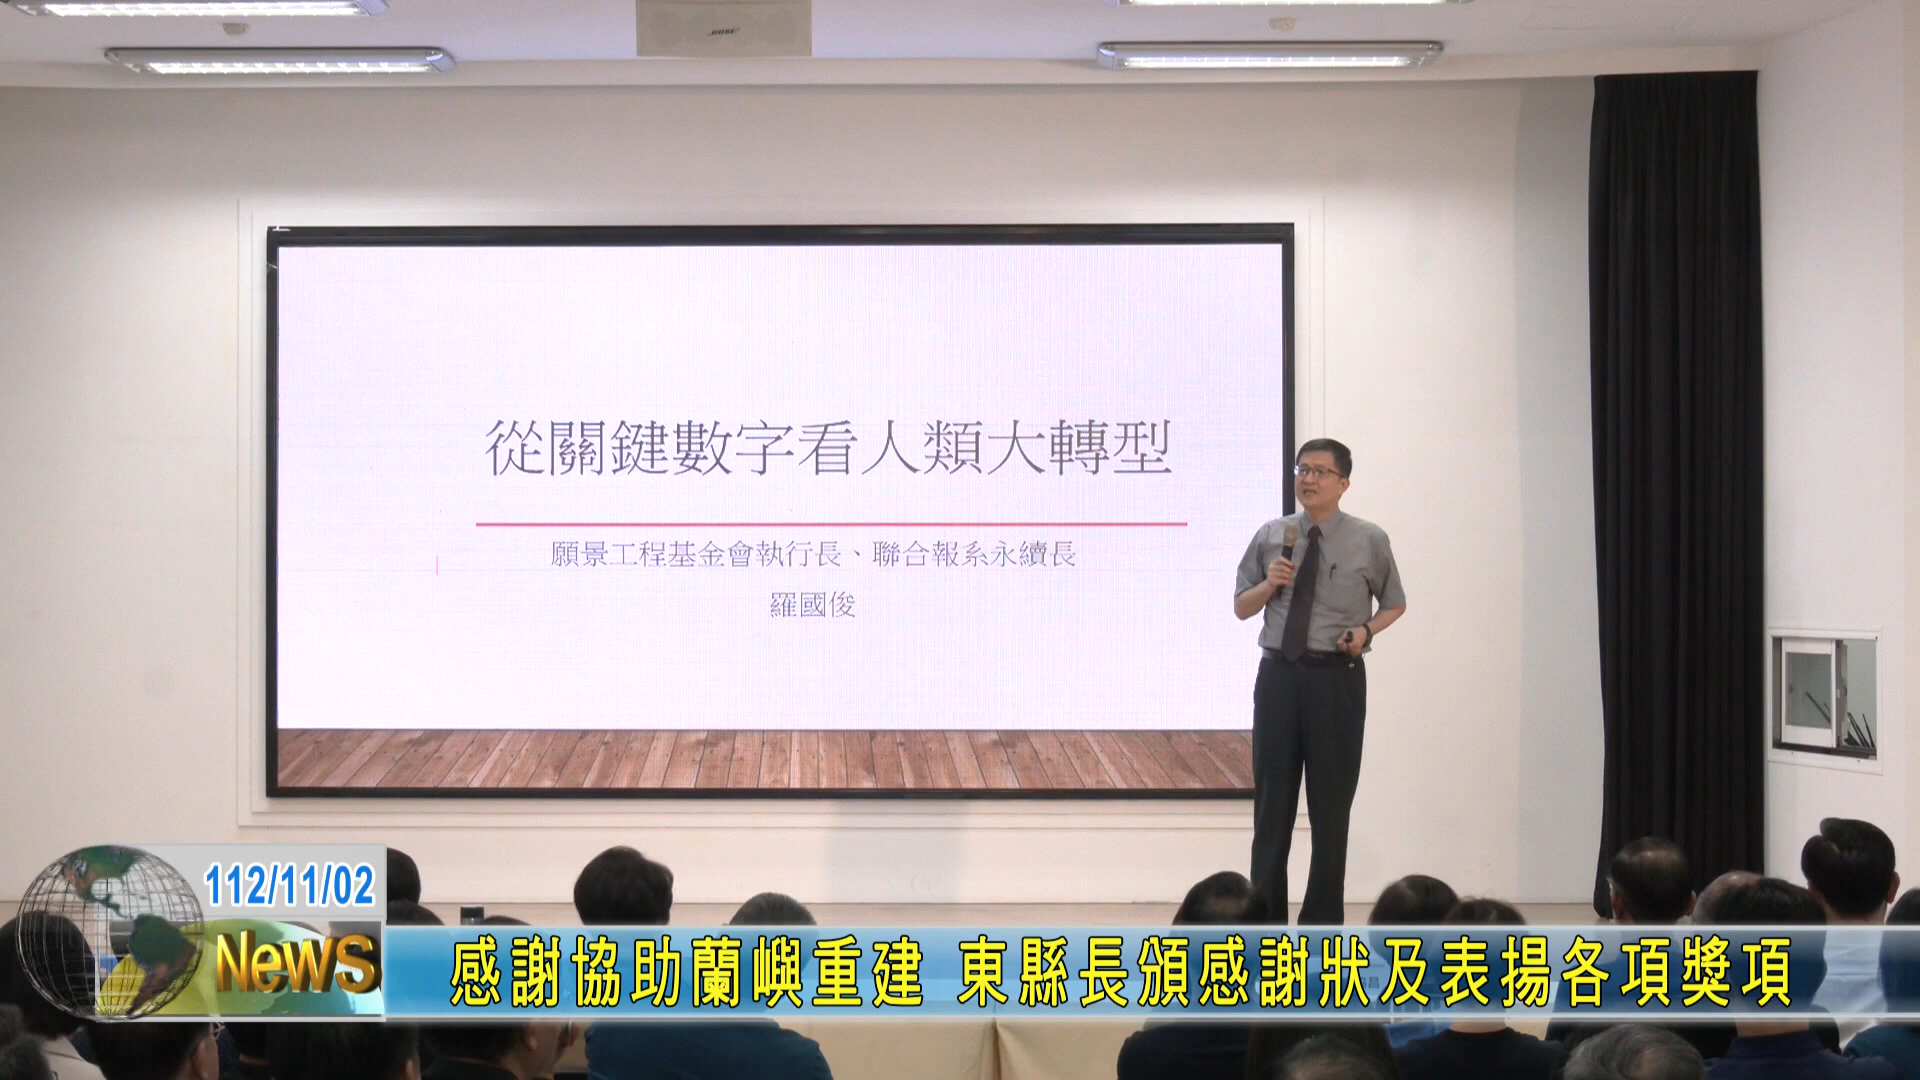 BOSE
從關鍵數字看人類大轉型
願景工程基金會執行長、聯合報系永續長
羅國俊
112/11/02
News
感謝協助蘭嶼重建 東縣長頒感謝狀及表揚各項獎項